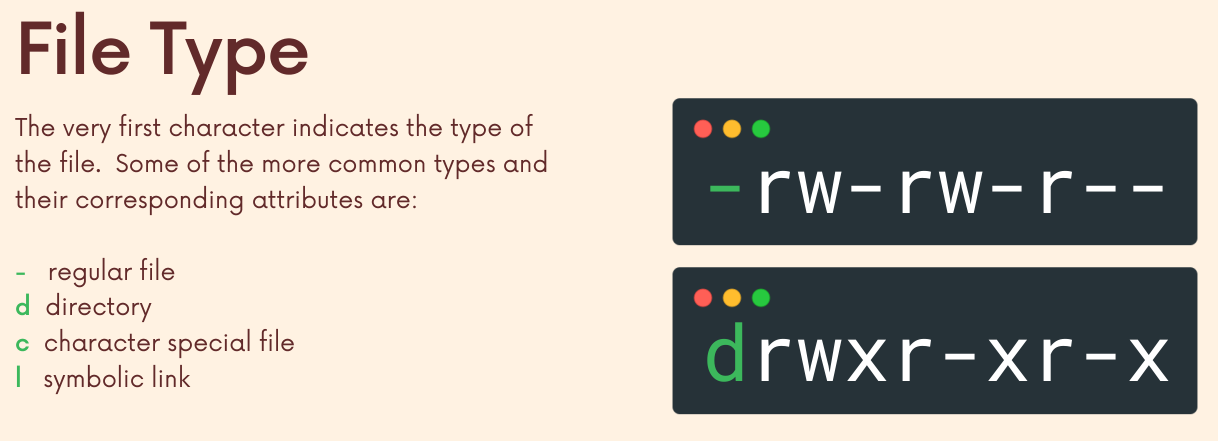 File Type
The very first character indicates the type of
the file.  Some of the more common types and
their corresponding attributes are:
-  regular file
d  directory
c  character special file
l  symbolic link
-rw-rw-r--
drwxr-xr-x